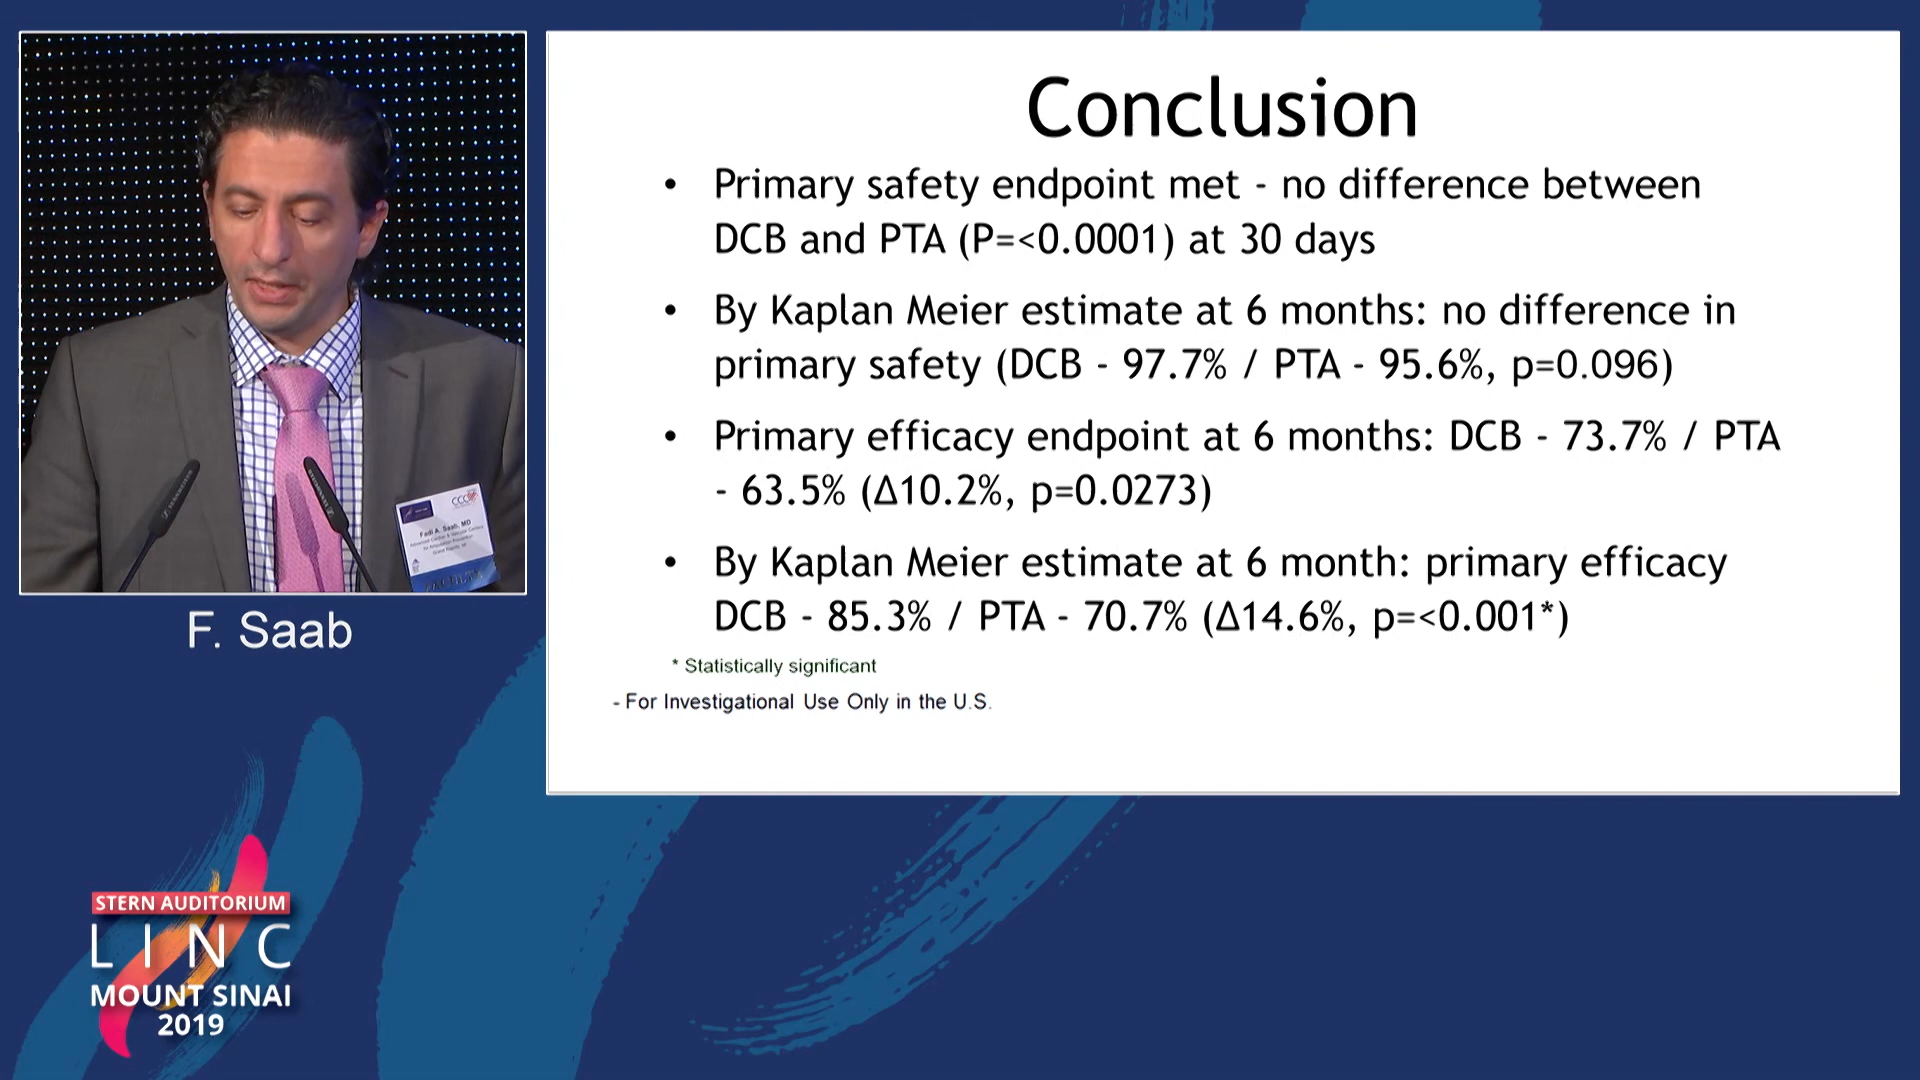 Conclusion
• Primary safety endpoint met - no difference between
DCB and PTA (P=<0.0001) at 30 days
• By Kaplan Meier estimate at 6 months: no difference in
primary safety (DCB - 97.7% / PTA - 95.6%, p=0.096)
• Primary efficacy endpoint at 6 months: DCB - 73.7% / PTA
- 63.5% (Δ10.2%, p=0.0273)
• By Kaplan Meier estimate at 6 month: primary efficacy
DCB - 85.3% / PTA - 70.7% (Δ14.6%, p=<0.001*)
* Statistically significant
- For Investigational Use Only in the U.S.
Fadi A. Saab, MD
F. Saab
STERN AUDITORIUM
LINC
MOUNT SINAI
2019